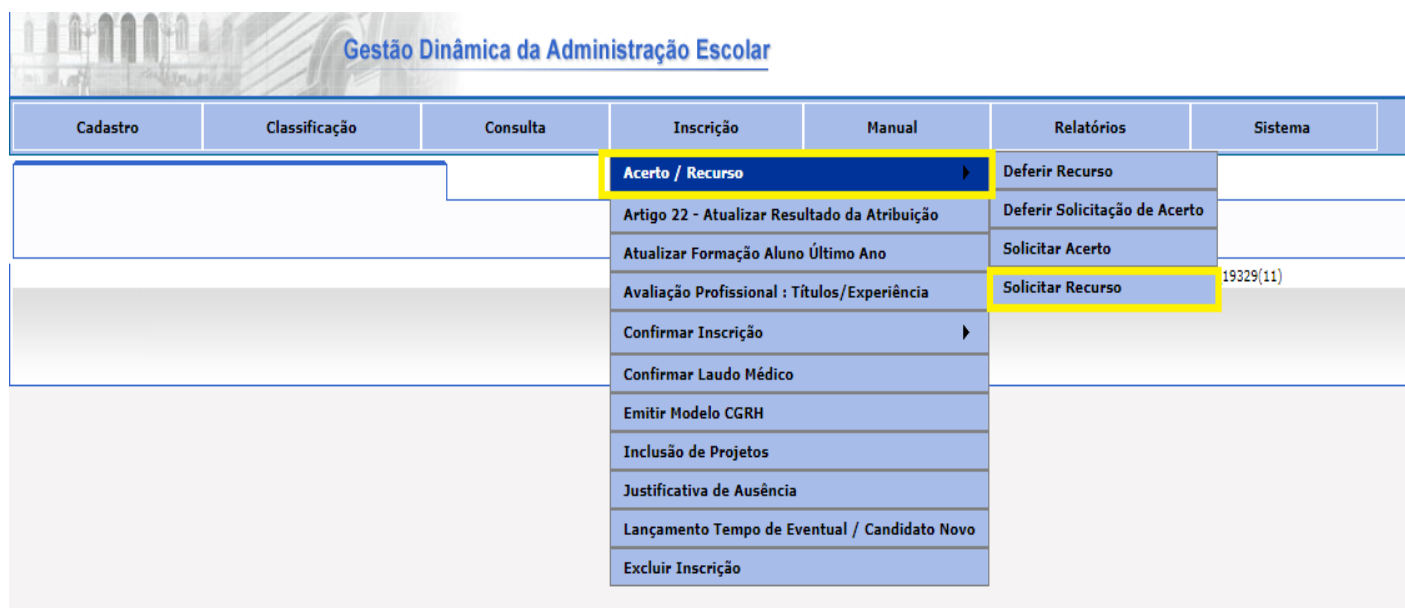 Gestão Dinâmica da Administração Escolar
Cadastro Classificação Consulta Inscrição Manual Relatórios Sistema
Acerto / Recurso
Artigo 22 - Atualizar Resultado da Atribuição
Atualizar Formação Aluno Último Ano
Avaliação Profissional : Títulos/Experiência
Confirmar Inscrição
Confirmar Laudo Médico
Emitir Modelo CGRH
Inclusão de Projetos
Justificativa de Ausência
Lançamento Tempo de Eventual / Candidato Novo
Excluir Inscrição
Deferir Recurso
Deferir Solicitação de Acerto
Solicitar Acerto
Solicitar Recurso
19329(11)